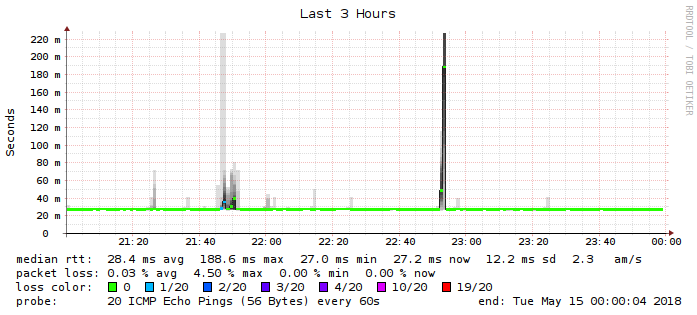 Last 3 Hours
RRDTOOL / TOBI OETIKER
Seconds
220 m
200 m
180 m
160 m
140 m
120 m
100 m
80 m
60 m
40 m
20 m
0
21:20 21:40 22:00 22:20 22:40 23:00 23:20 23:40 00:00
median rtt: 28.4 ms avg 188.6 ms max 27.0 ms min 27.2 ms now 12.2 ms sd 2.3 am/s
packet loss: 0.03 % avg 4.50 % max 0.00 % min 0.00 % now
loss color: 0 1/20 2/20 3/20 4/20 10/20 19/20
probe: 20 ICMP Echo Pings (56 Bytes) every 60s end: Tue May 15 00:00:04 2018